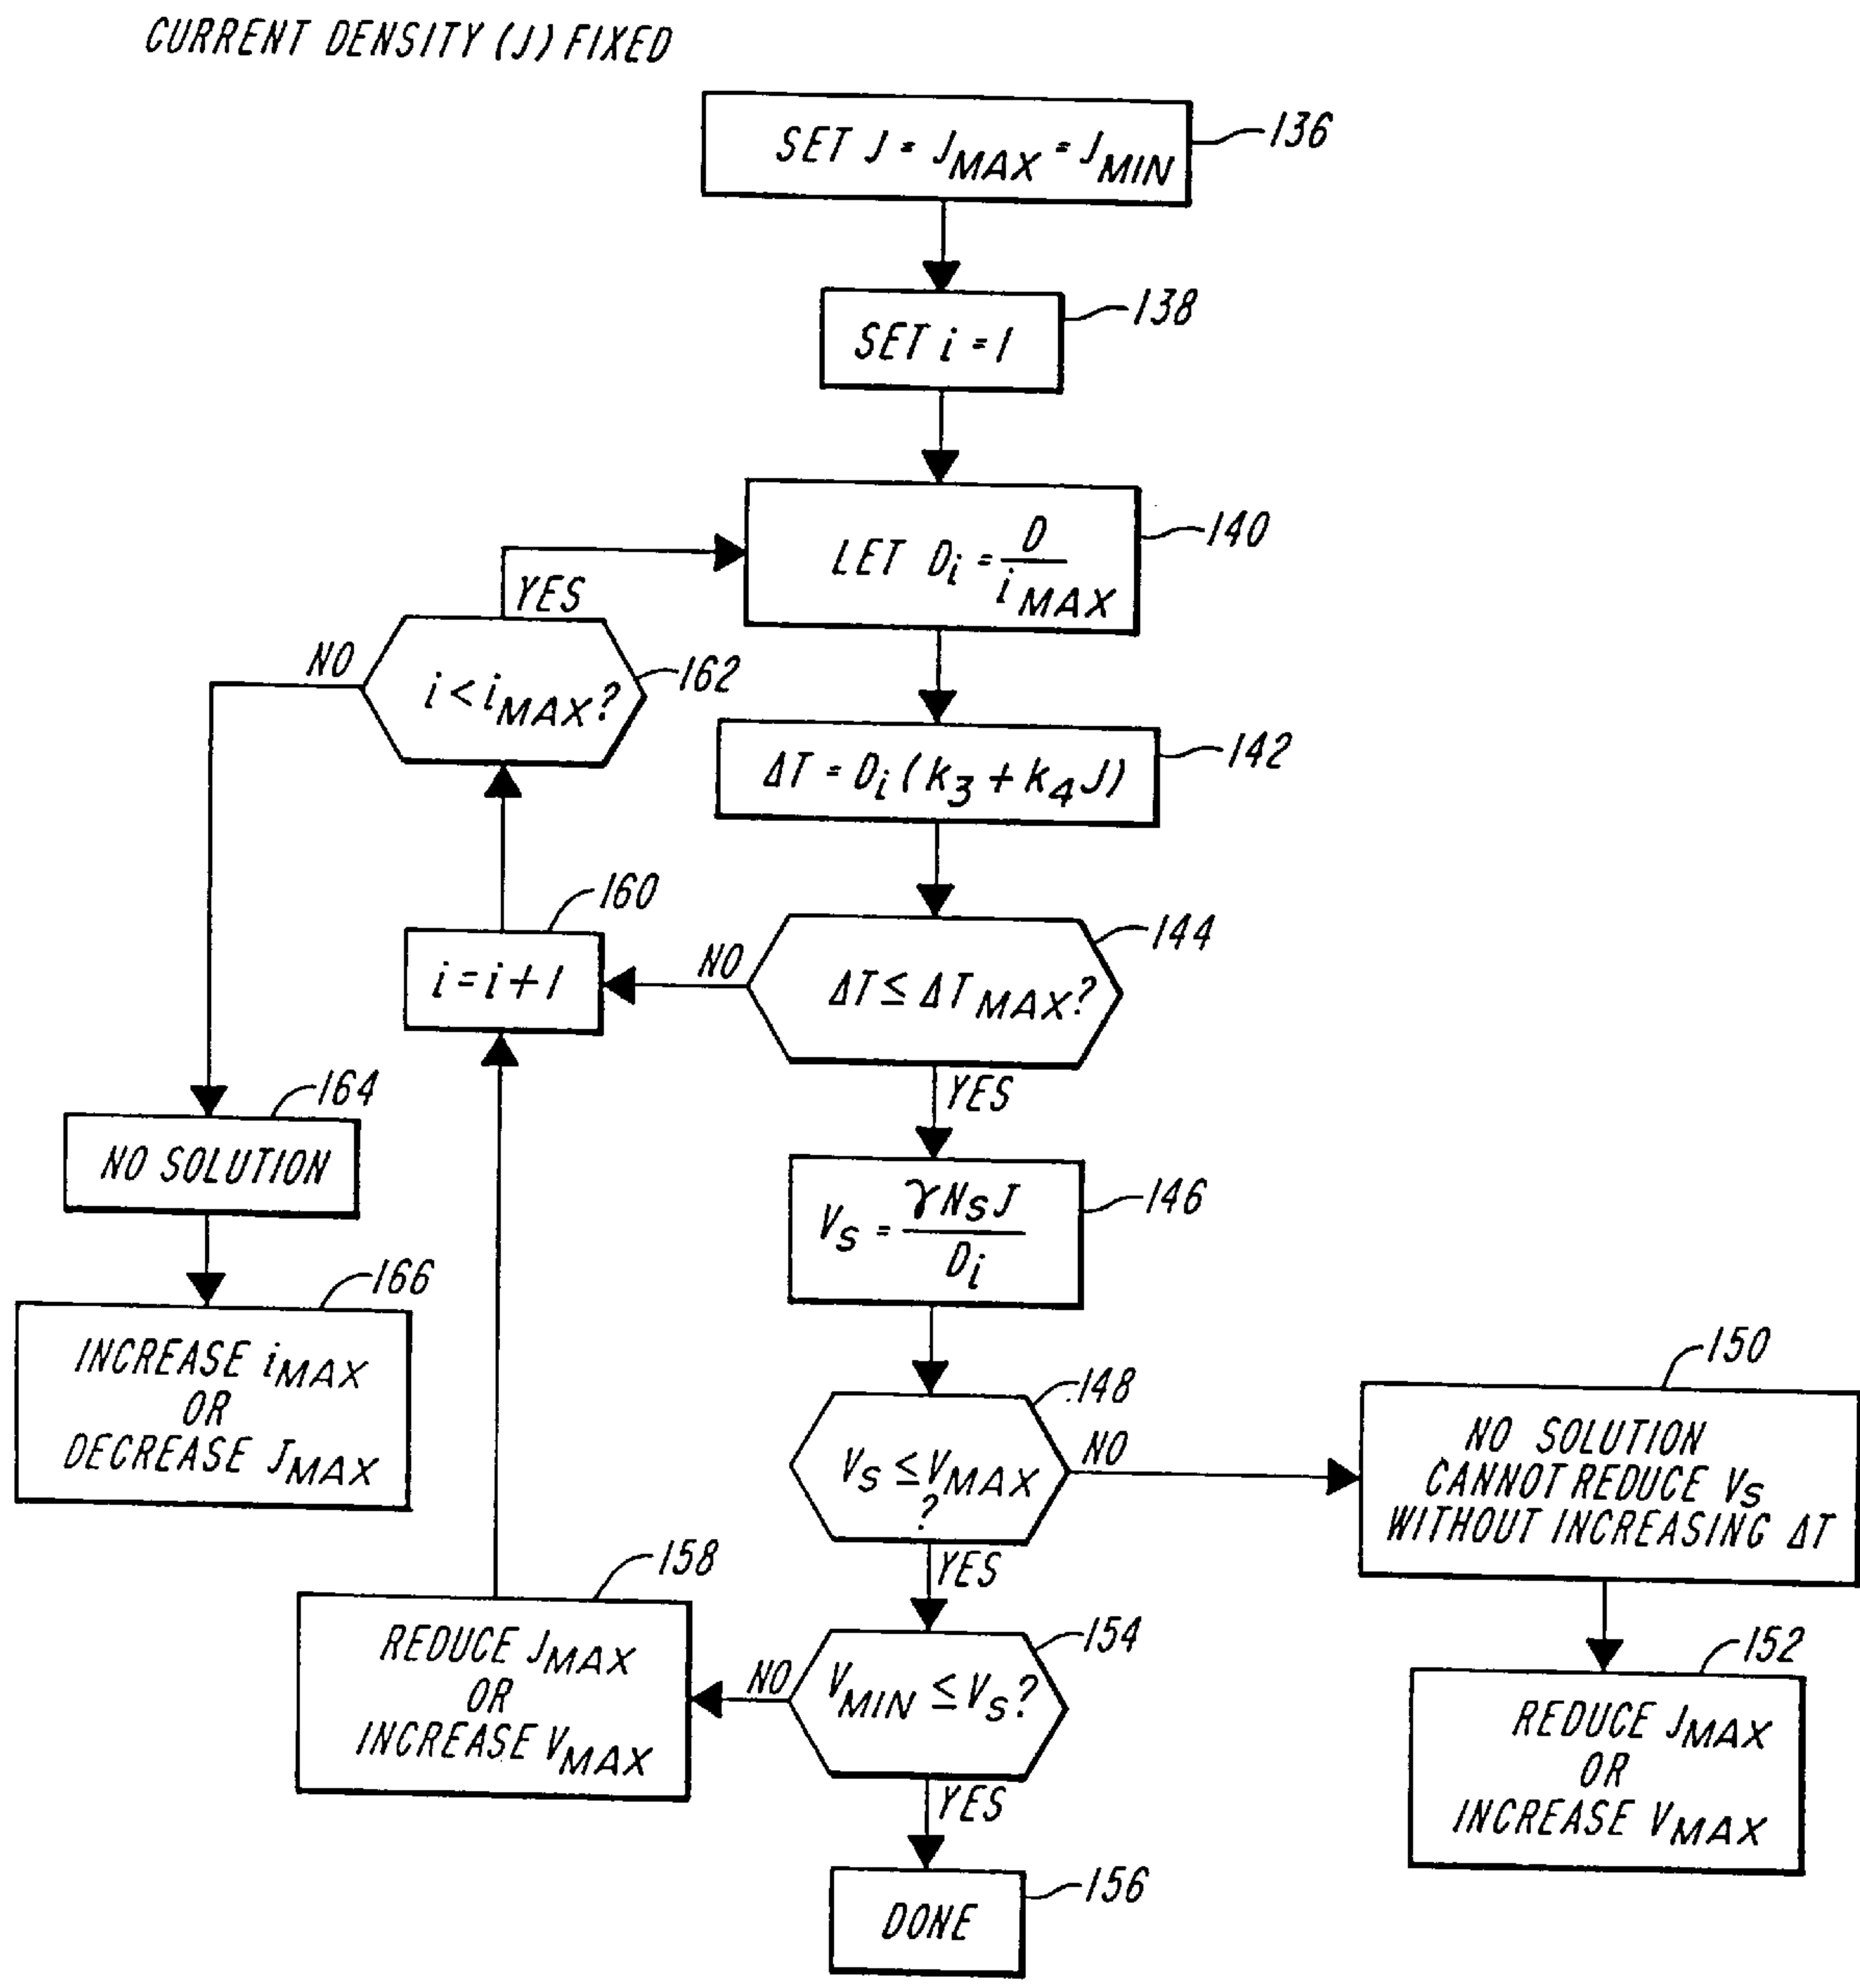 CURRENT DENSITY (J) FIXED
SET J = JMAX = JMIN
136
SET i = 1
138
LET Di = D / iMAX
140
YES
NO
i < iMAX?
162
ΔT = Di (k3 + k4 J)
142
160
i = i + 1
NO
ΔT ≤ ΔT MAX?
144
YES
164
NO SOLUTION
Vs = γ Ns J / Di
146
166
INCREASE iMAX
OR
DECREASE JMAX
148
Vs ≤ VMAX
?
NO
150
NO SOLUTION
CANNOT REDUCE Vs
WITHOUT INCREASING ΔT
YES
158
REDUCE JMAX
OR
INCREASE VMAX
NO
VMIN ≤ Vs?
154
152
REDUCE JMAX
OR
INCREASE VMAX
YES
DONE
156